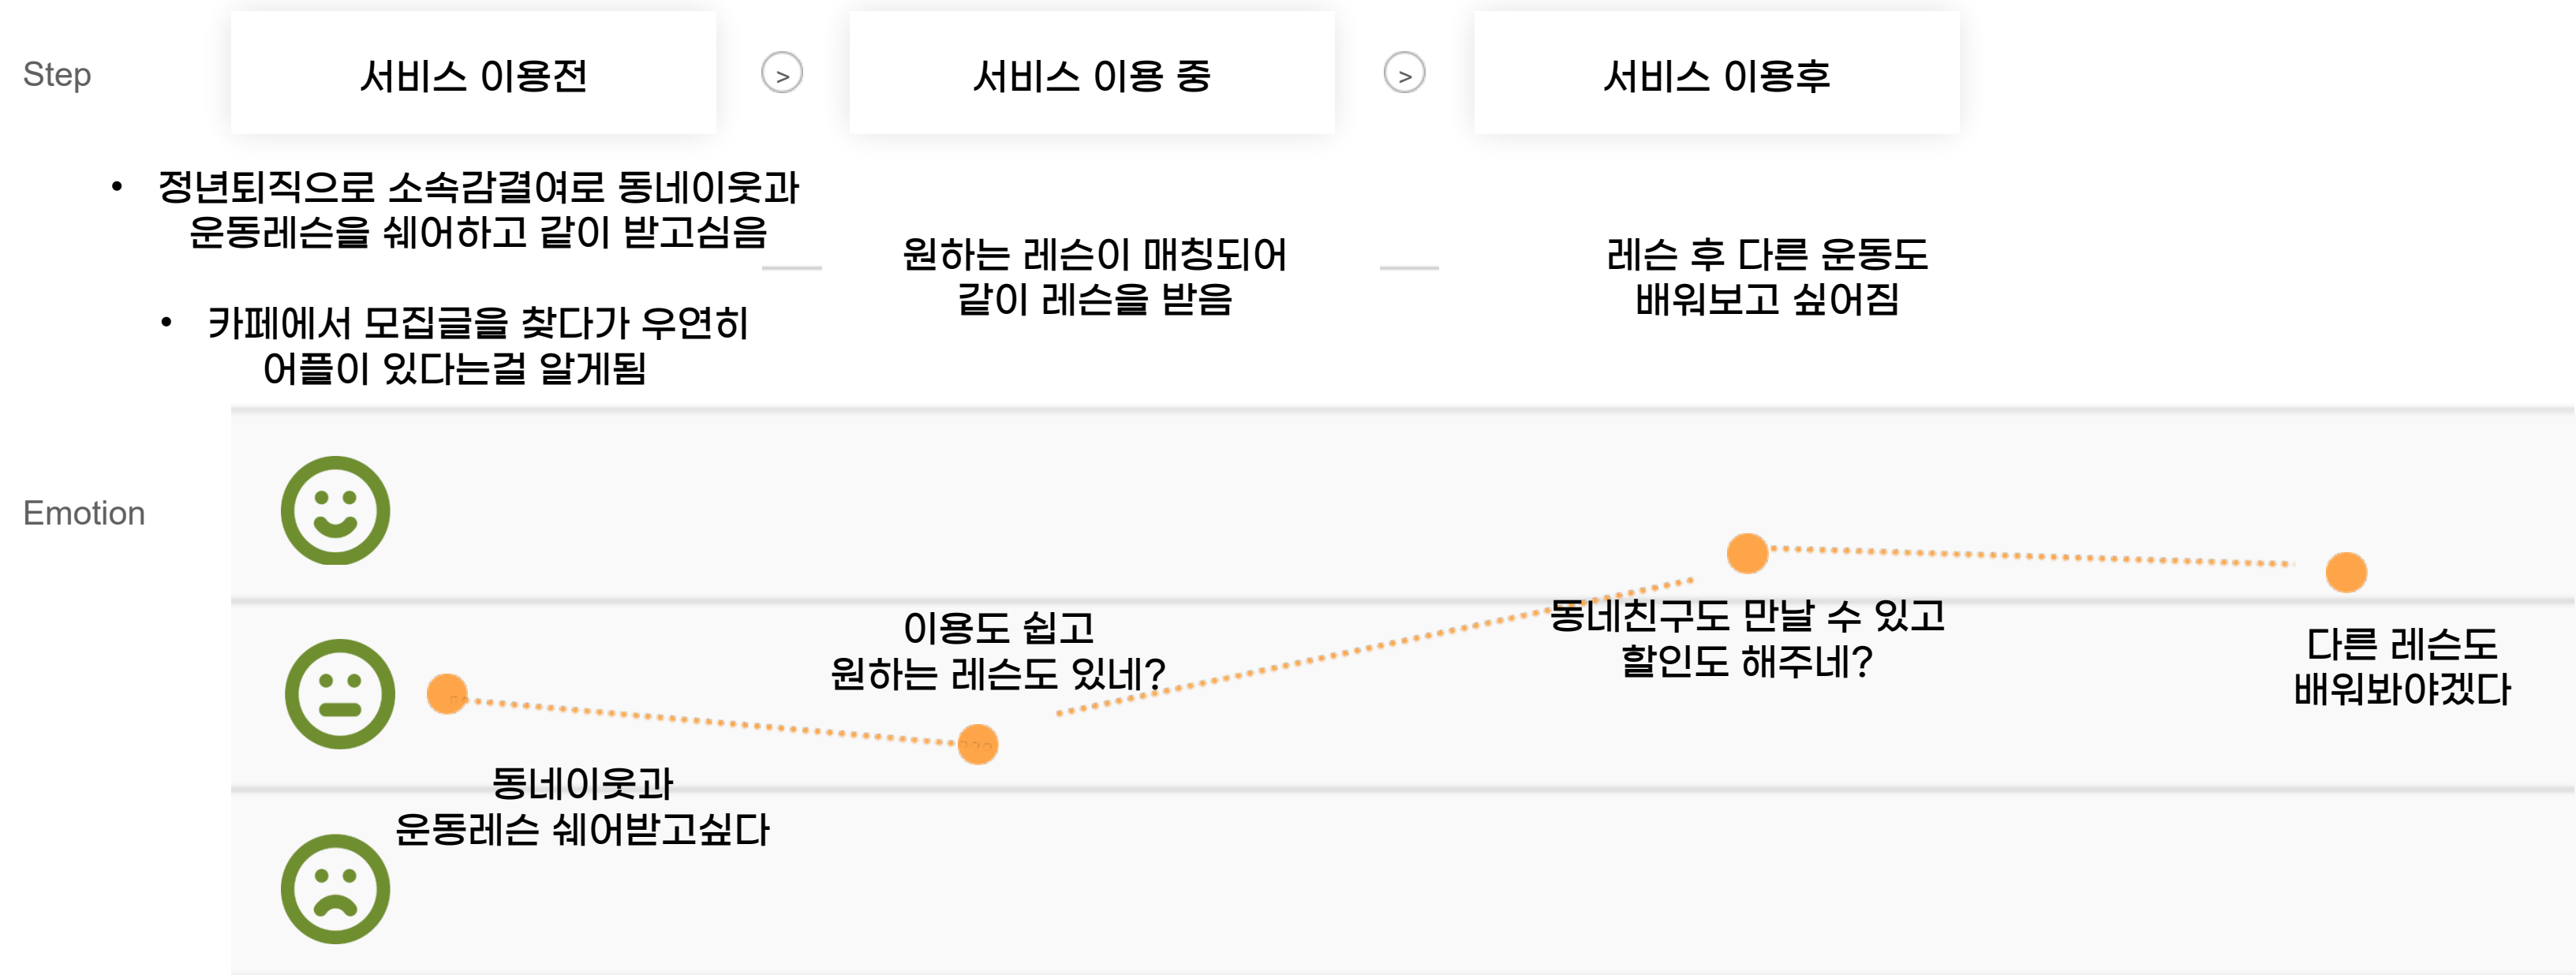 Step
서비스 이용전
>
서비스 이용 중
>
서비스 이용후
• 정년퇴직으로 소속감결여로 동네이웃과
운동레슨을 쉐어하고 같이 받고심음
• 카페에서 모집글을 찾다가 우연히
어플이 있다는걸 알게됨
원하는 레슨이 매칭되어
같이 레슨을 받음
레슨 후 다른 운동도
배워보고 싶어짐
Emotion
동네이웃과
운동레슨 쉐어받고싶다
이용도 쉽고
원하는 레슨도 있네?
동네친구도 만날 수 있고
할인도 해주네?
다른 레슨도
배워봐야겠다